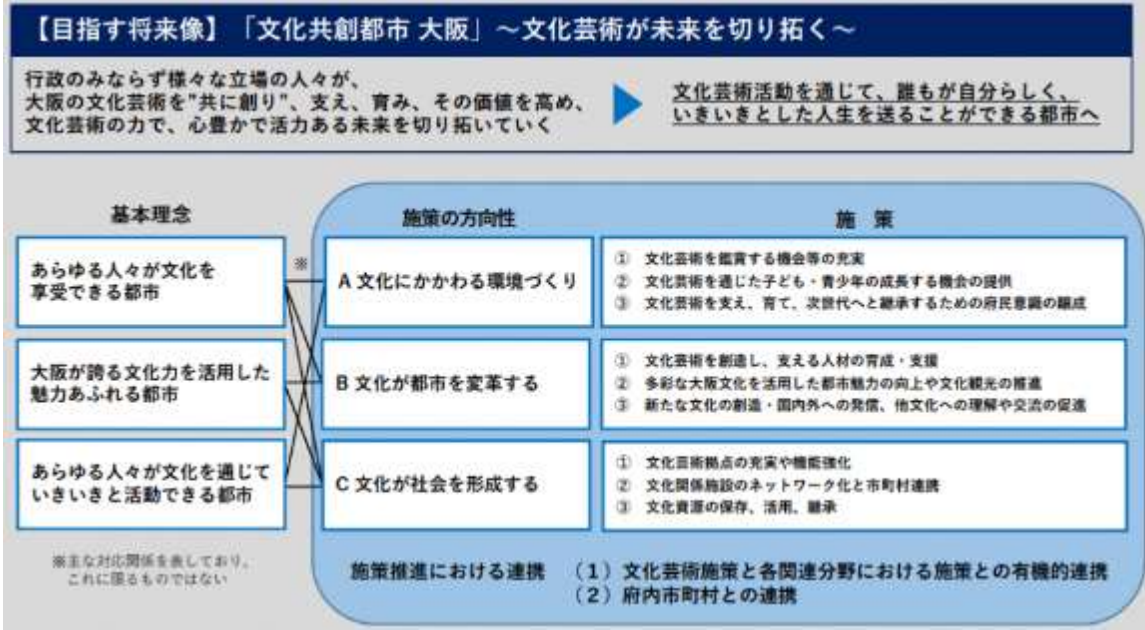 【目指す将来像】「文化共創都市 大阪」～文化芸術が未来を切り拓く～
行政のみならず様々な立場の人々が、
大阪の文化芸術を”共に創り”、支え、育み、その価値を高め、
文化芸術の力で、心豊かで活力ある未来を切り拓いていく
文化芸術活動を通じて、誰もが自分らしく、
いきいきとした人生を送ることができる都市へ
基本理念
施策の方向性
施 策
あらゆる人々が文化を
享受できる都市
※
A 文化にかかわる環境づくり
① 文化芸術を鑑賞する機会等の充実
② 文化芸術を通じた子ども・青少年の成長する機会の提供
③ 文化芸術を支え、育て、次世代へと継承するための府民意識の醸成
大阪が誇る文化力を活用した
魅力あふれる都市
B 文化が都市を変革する
① 文化芸術を創造し、支える人材の育成・支援
② 多彩な大阪文化を活用した都市魅力の向上や文化観光の推進
③ 新たな文化の創造・国内外への発信、他文化への理解や交流の促進
あらゆる人々が文化を通じて
いきいきと活動できる都市
C 文化が社会を形成する
① 文化芸術拠点の充実や機能強化
② 文化関係施設のネットワーク化と市町村連携
③ 文化資源の保存、活用、継承
※主な対応関係を表しており、
これに限るものではない
施策推進における連携 （１）文化芸術施策と各関連分野における施策との有機的連携
（２）府内市町村との連携